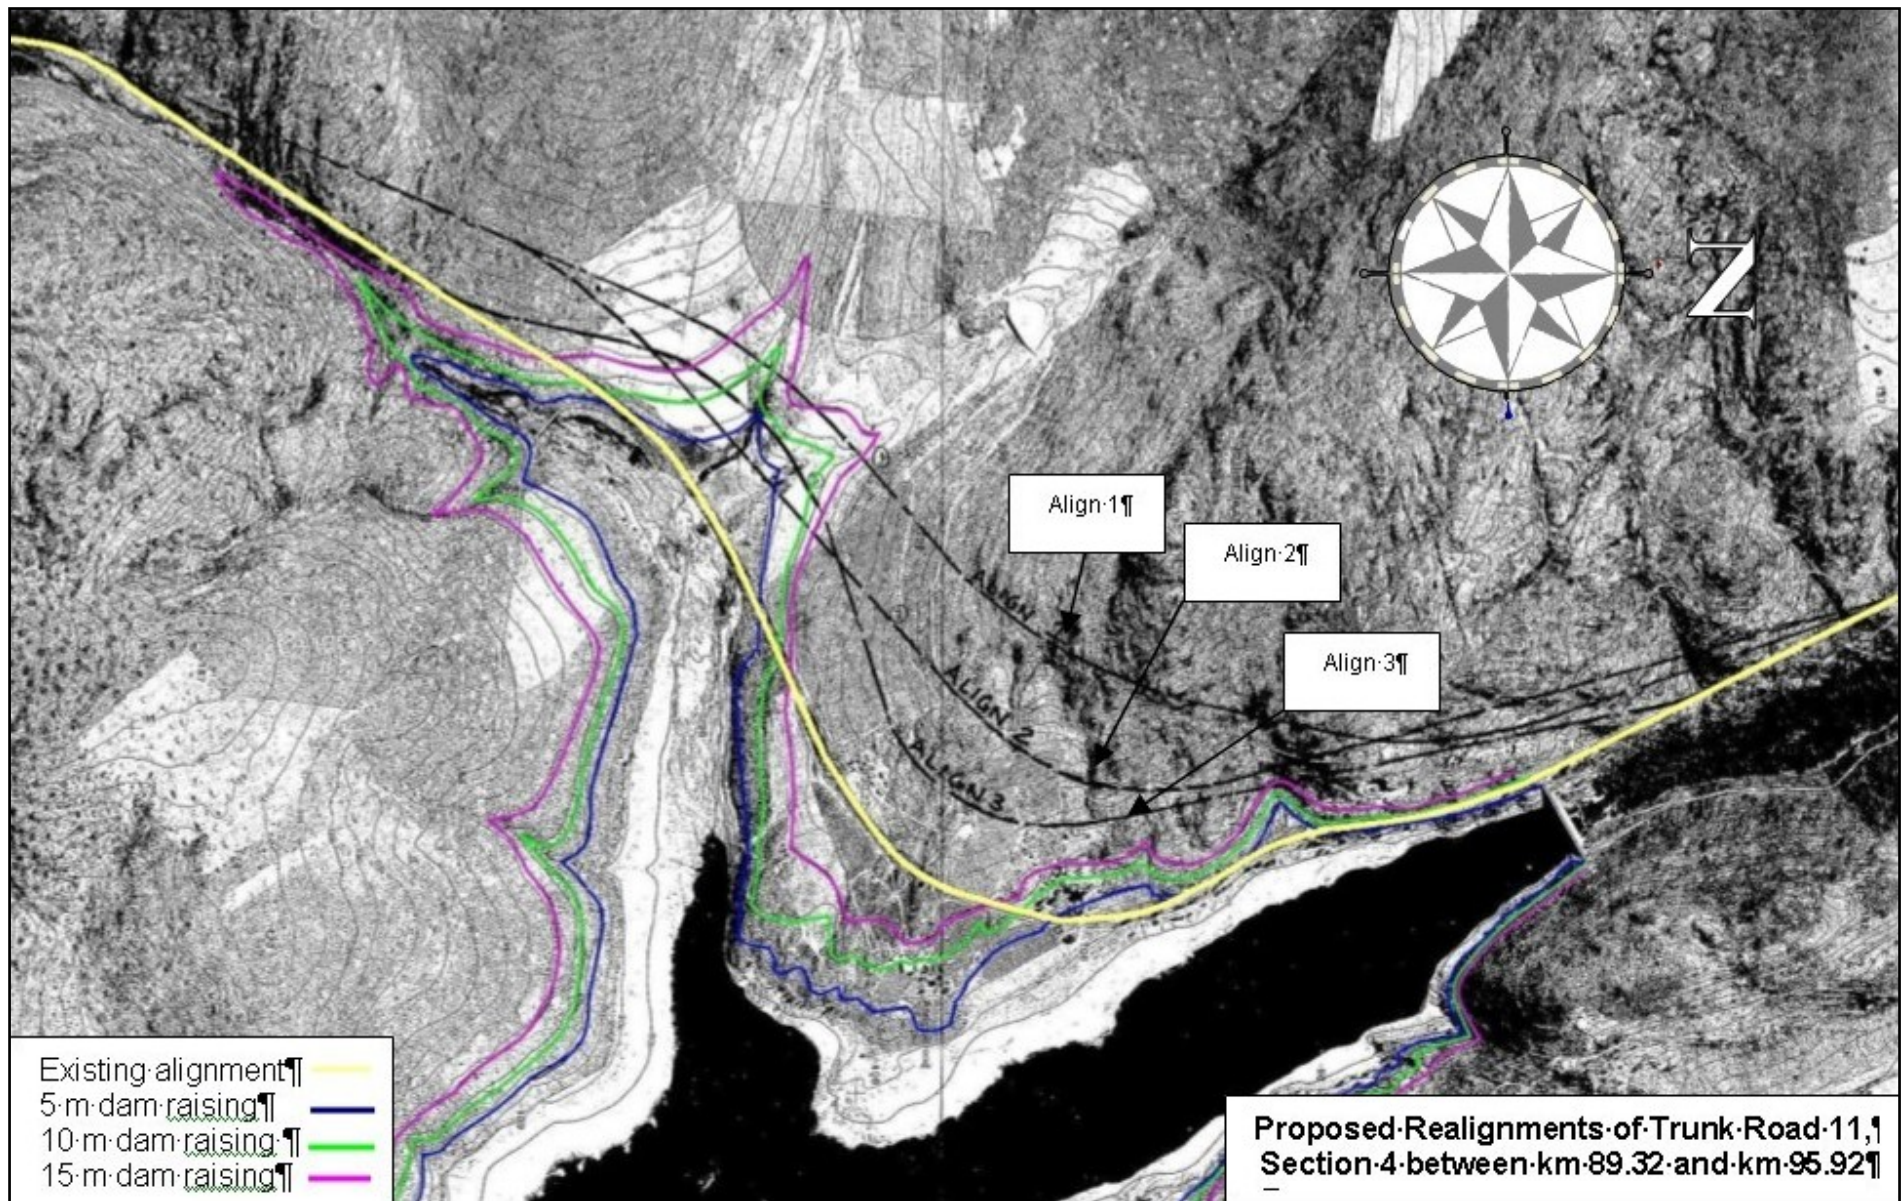 N
Align·1¶
Align·2¶
Align·3¶
ALIGN
ALIGN 2
ALIGN 3
Existing·alignment¶
5·m·dam·raising¶
10·m·dam·raising·¶
15·m·dam·raising¶
Proposed·Realignments·of·Trunk·Road·11,¶
Section·4·between·km·89.32·and·km·95.92¶